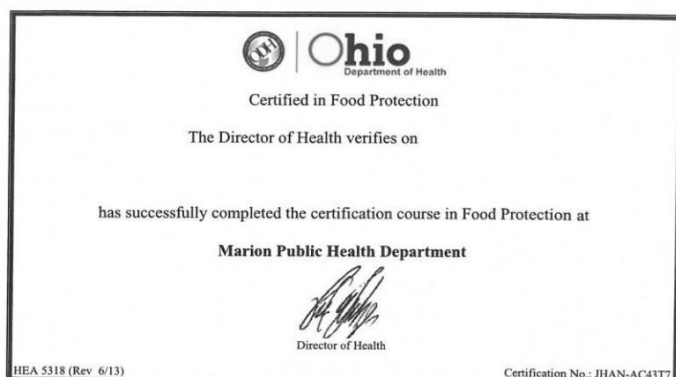 ODH
Ohio
Department of Health
Certified in Food Protection
The Director of Health verifies on
has successfully completed the certification course in Food Protection at
Marion Public Health Department
Director of Health
HEA 5318 (Rev 6/13)
Certification No.: JHAN-AC43T7